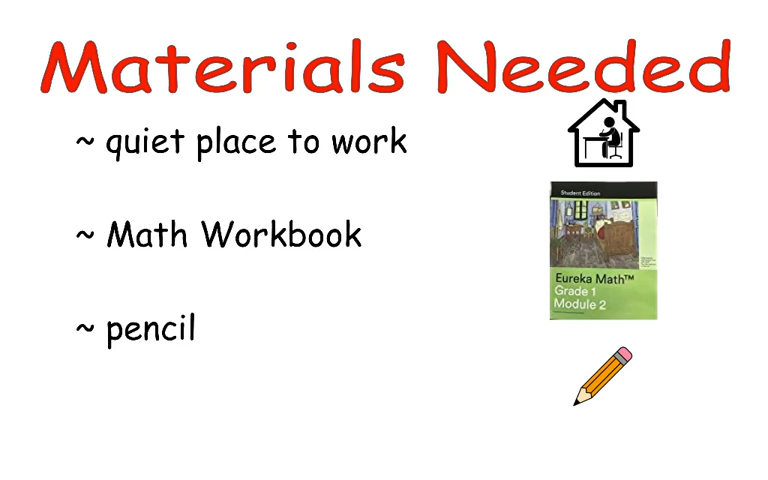 Materials Needed
~ quiet place to work
~ Math Workbook
~ pencil
Student Edition
Eureka Math™
Grade 1
Module 2